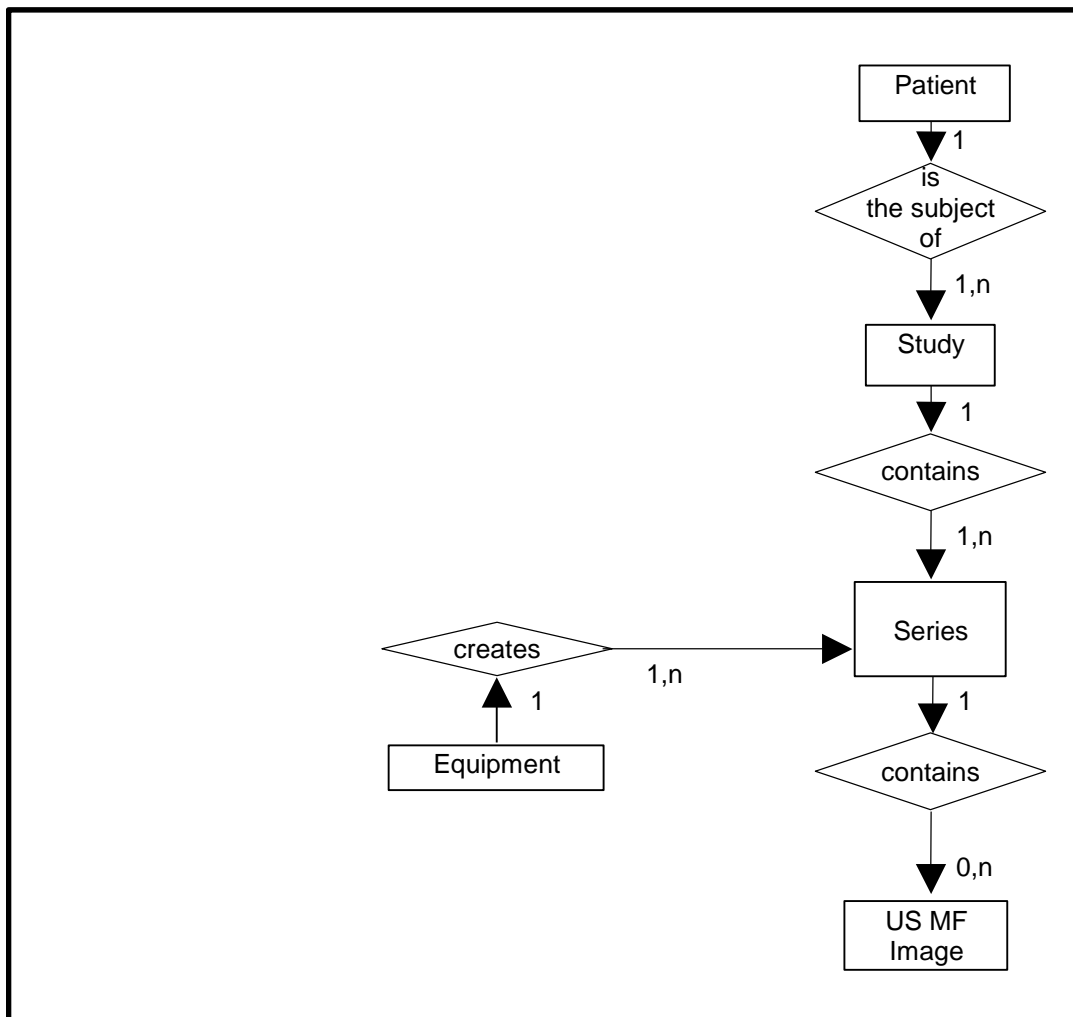 Patient
1
is
the subject
of
1,n
Study
1
contains
1,n
Series
creates
1,n
1
1
Equipment
contains
0,n
US MF
Image